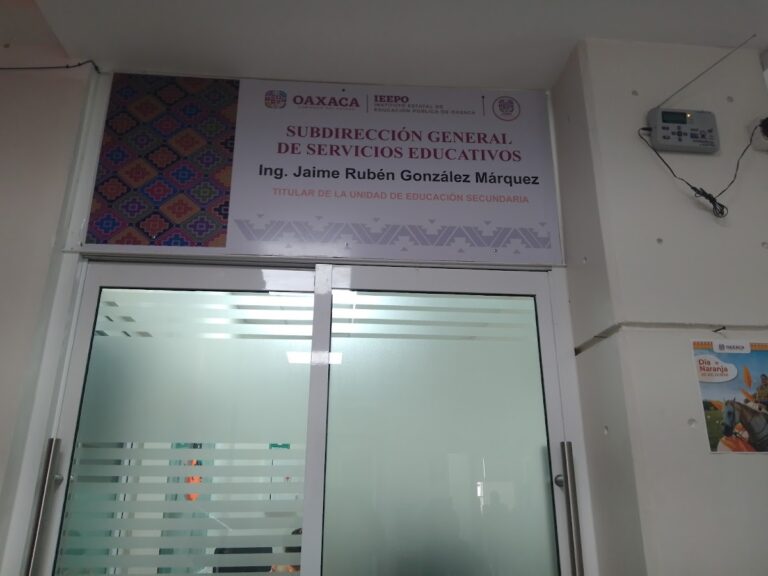 OAXACA
IEEPO
INSTITUTO ESTATAL DE
EDUCACIÓN PÚBLICA DE OAXACA
SUBDIRECCIÓN GENERAL
DE SERVICIOS EDUCATIVOS
Ing. Jaime Rubén González Márquez
TITULAR DE LA UNIDAD DE EDUCACIÓN SECUNDARIA
OAXACA
Día
Naranja